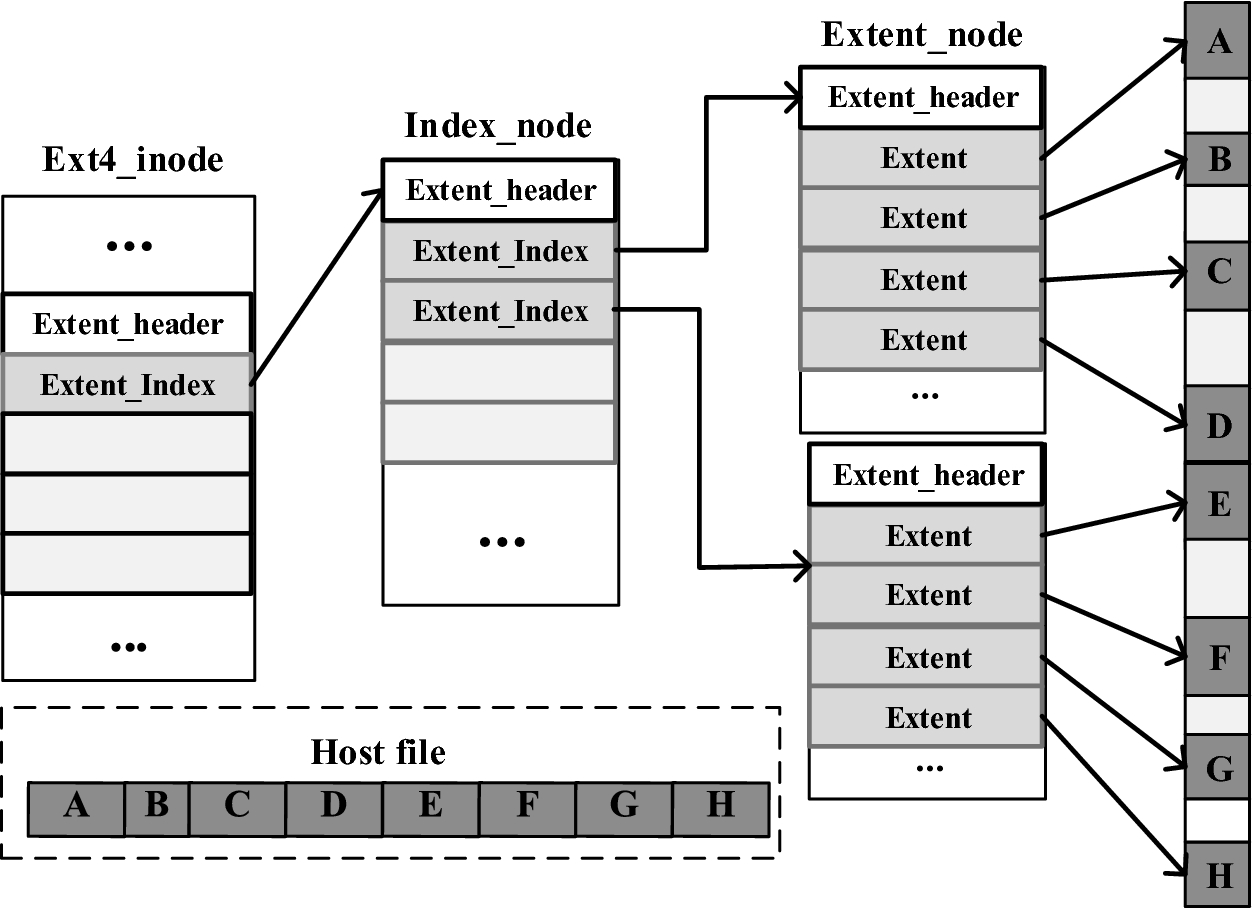 Ext4_inode
...
Extent_header
Extent_Index
...
Index_node
Extent_header
Extent_Index
Extent_Index
...
Extent_node
Extent_header
Extent
Extent
Extent
Extent
...
Extent_header
Extent
Extent
Extent
Extent
...
A
B
C
D
E
F
G
H
Host file
A B C D E F G H